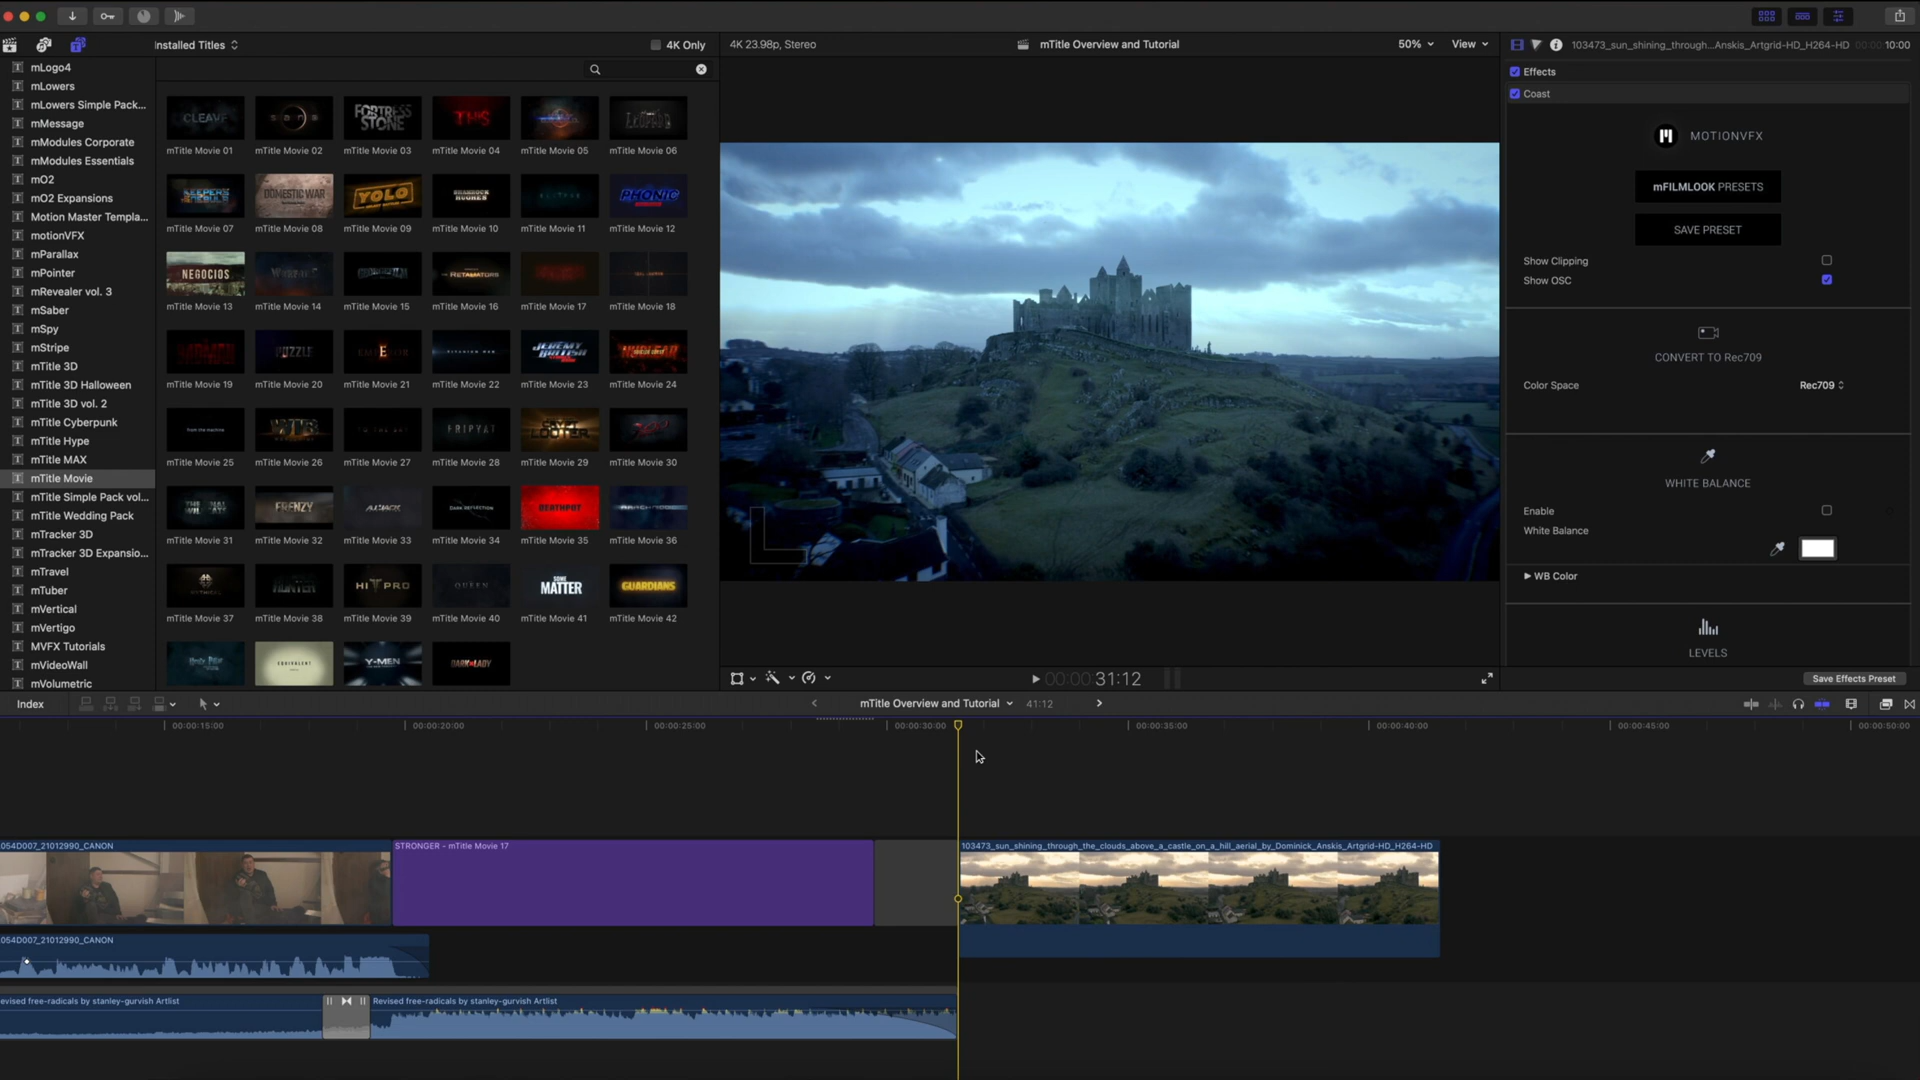 Installed Titles
4K Only
4K 23.98p, Stereo
mTitle Overview and Tutorial
50%
View
103473_sun_shining_through...Anskis_Artgrid-HD_H264-HD
00:00:10:00
mLogo4
mLowers
mLowers Simple Pack...
mMessage
mModules Corporate
mModules Essentials
mO2
mO2 Expansions
Motion Master Templa...
motionVFX
mParallax
mPointer
mRevealer vol. 3
mSaber
mSpy
mStripe
mTitle 3D
mTitle 3D Halloween
mTitle 3D vol. 2
mTitle Cyberpunk
mTitle Hype
mTitle MAX
mTitle Movie
mTitle Simple Pack vol...
mTitle Wedding Pack
mTracker 3D
mTracker 3D Expansio...
mTravel
mTuber
mVertical
mVertigo
MVFX Tutorials
mVideoWall
mVolumetric
CLEAVE
FORTRESS STONE
THIS
mTitle Movie 01
mTitle Movie 02
mTitle Movie 03
mTitle Movie 04
mTitle Movie 05
mTitle Movie 06
DOMESTIC WAR
YOLO
PHONIC
mTitle Movie 07
mTitle Movie 08
mTitle Movie 09
mTitle Movie 10
mTitle Movie 11
mTitle Movie 12
NEGOCIOS
RETALIATORS
mTitle Movie 13
mTitle Movie 14
mTitle Movie 15
mTitle Movie 16
mTitle Movie 17
mTitle Movie 18
PUZZLE
EMPEROR
JEREMY BRITISH
mTitle Movie 19
mTitle Movie 20
mTitle Movie 21
mTitle Movie 22
mTitle Movie 23
mTitle Movie 24
from the machine
PRIPYAT
CRYPT LOOTER
mTitle Movie 25
mTitle Movie 26
mTitle Movie 27
mTitle Movie 28
mTitle Movie 29
mTitle Movie 30
FRENZY
DARK REFLECTION
DEATHPOT
mTitle Movie 31
mTitle Movie 32
mTitle Movie 33
mTitle Movie 34
mTitle Movie 35
mTitle Movie 36
MYTHICAL
HUNTER
HIT PRO
QUEEN
SOME MATTER
GUARDIANS
mTitle Movie 37
mTitle Movie 38
mTitle Movie 39
mTitle Movie 40
mTitle Movie 41
mTitle Movie 42
EQUIVALENT
Y-MEN
DARK LADY
Effects
Coast
MOTIONVFX
mFILMLOOK PRESETS
SAVE PRESET
Show Clipping
Show OSC
CONVERT TO Rec709
Color Space
Rec709
WHITE BALANCE
Enable
White Balance
WB Color
LEVELS
Save Effects Preset
00:00:31:12
Index
mTitle Overview and Tutorial
41:12
00:00:15:00
00:00:20:00
00:00:25:00
00:00:30:00
00:00:35:00
00:00:40:00
00:00:45:00
00:00:50:00
054D007_21012990_CANON
STRONGER - mTitle Movie 17
103473_sun_shining_through_the_clouds_above_a_castle_on_a_hill_aerial_by_Dominick_Anskis_Artgrid-HD_H264-HD
054D007_21012990_CANON
evised free-radicals by stanley-gurvish Artlist
Revised free-radicals by stanley-gurvish Artlist